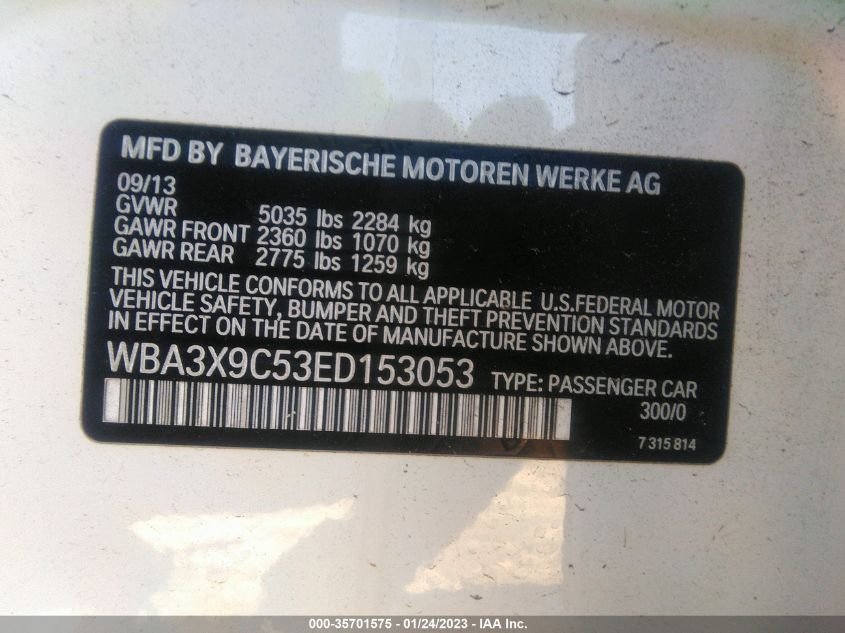 MFD BY BAYERISCHE MOTOREN WERKE AG
09/13
GVWR 5035 lbs 2284 kg
GAWR FRONT 2360 lbs 1070 kg
GAWR REAR 2775 lbs 1259 kg
THIS VEHICLE CONFORMS TO ALL APPLICABLE U.S.FEDERAL MOTOR
VEHICLE SAFETY, BUMPER AND THEFT PREVENTION STANDARDS
IN EFFECT ON THE DATE OF MANUFACTURE SHOWN ABOVE.
WBA3X9C53ED153053 TYPE: PASSENGER CAR
300/0
7 315 814
000-35701575 - 01/24/2023 - IAA Inc.